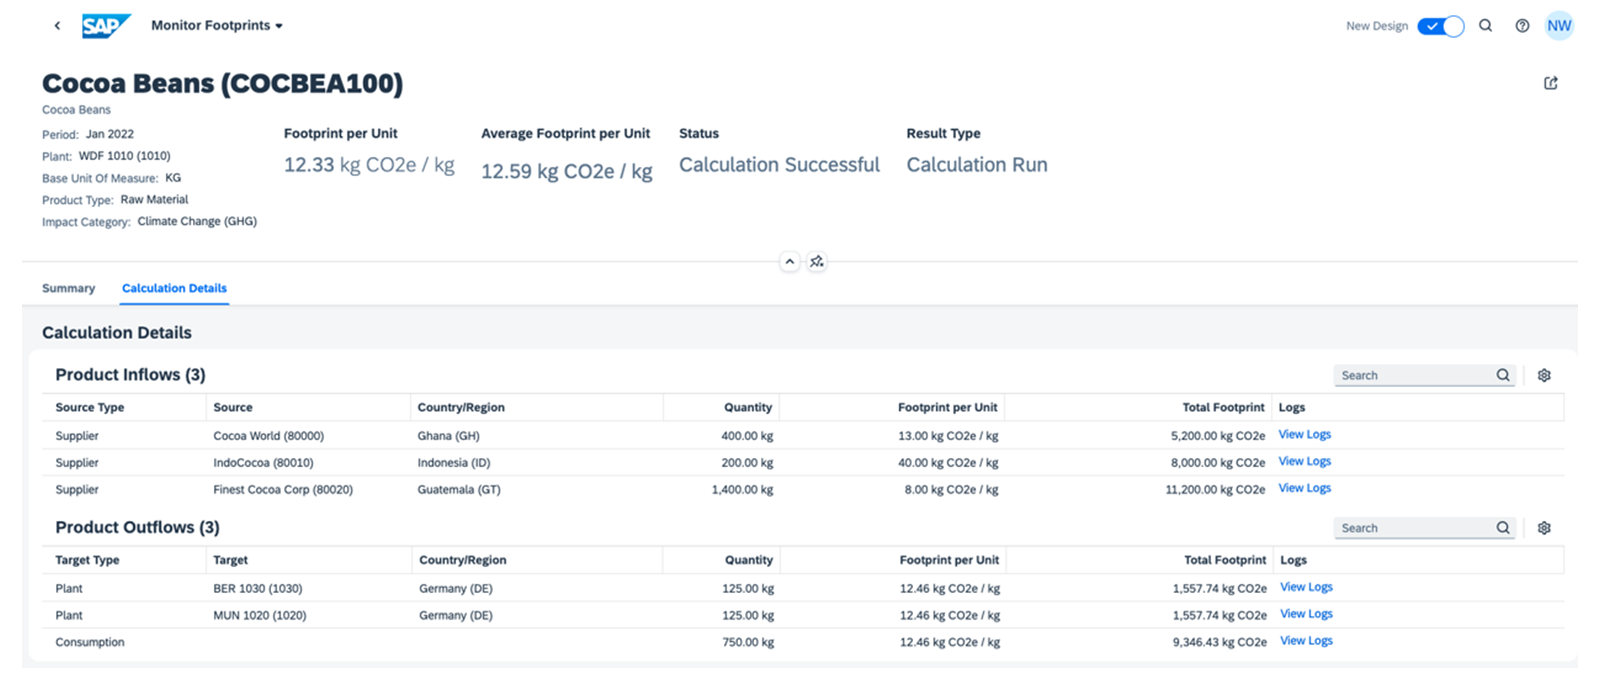 SAP Monitor Footprints New Design NW
Cocoa Beans (COCBEA100)
Cocoa Beans
Period: Jan 2022
Plant: WDF 1010 (1010)
Base Unit Of Measure: KG
Product Type: Raw Material
Impact Category: Climate Change (GHG)
Footprint per Unit
12.33 kg CO2e / kg
Average Footprint per Unit
12.59 kg CO2e / kg
Status
Calculation Successful
Result Type
Calculation Run
Summary Calculation Details
Calculation Details
Product Inflows (3) Search
Source Type Source Country/Region Quantity Footprint per Unit Total Footprint Logs
Supplier Cocoa World (80000) Ghana (GH) 400.00 kg 13.00 kg CO2e / kg 5,200.00 kg CO2e View Logs
Supplier IndoCocoa (80010) Indonesia (ID) 200.00 kg 40.00 kg CO2e / kg 8,000.00 kg CO2e View Logs
Supplier Finest Cocoa Corp (80020) Guatemala (GT) 1,400.00 kg 8.00 kg CO2e / kg 11,200.00 kg CO2e View Logs
Product Outflows (3) Search
Target Type Target Country/Region Quantity Footprint per Unit Total Footprint Logs
Plant BER 1030 (1030) Germany (DE) 125.00 kg 12.46 kg CO2e / kg 1,557.74 kg CO2e View Logs
Plant MUN 1020 (1020) Germany (DE) 125.00 kg 12.46 kg CO2e / kg 1,557.74 kg CO2e View Logs
Consumption 750.00 kg 12.46 kg CO2e / kg 9,346.43 kg CO2e View Logs